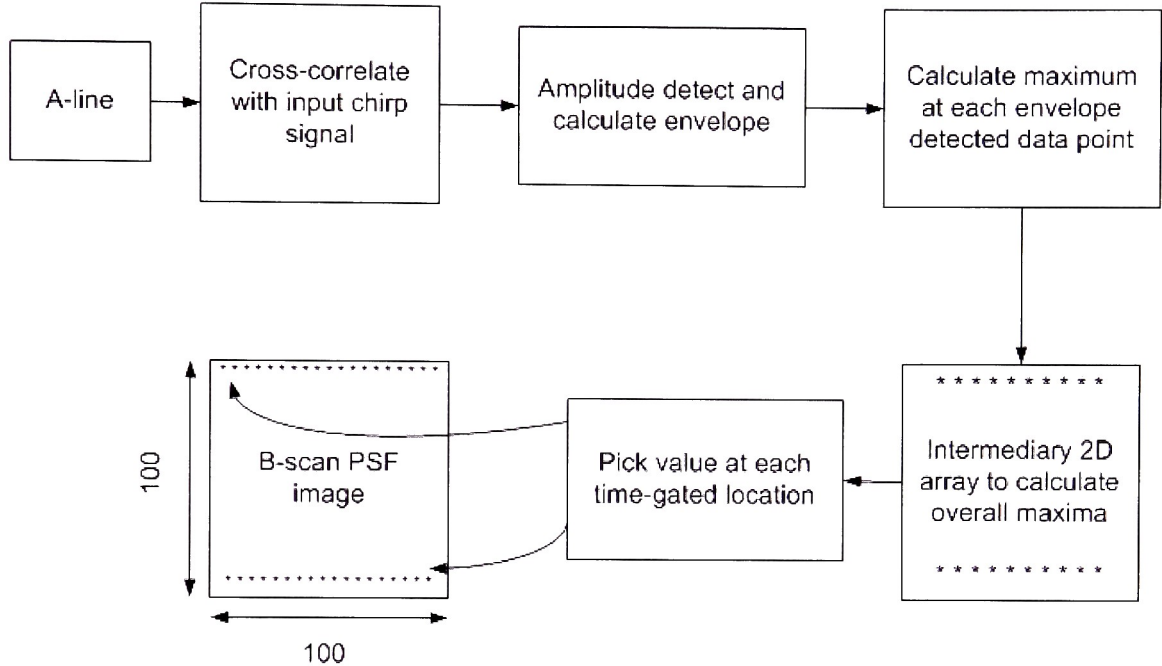 A-line
Cross-correlate
with input chirp
signal
Amplitude detect and
calculate envelope
Calculate maximum
at each envelope
detected data point
* * * * * * * * * *
Intermediary 2D
array to calculate
overall maxima
* * * * * * * * * *
Pick value at each
time-gated location
* * * * * * * * * * * * * * * * * * *
B-scan PSF
image
* * * * * * * * * * * * * * * * * *
100
100